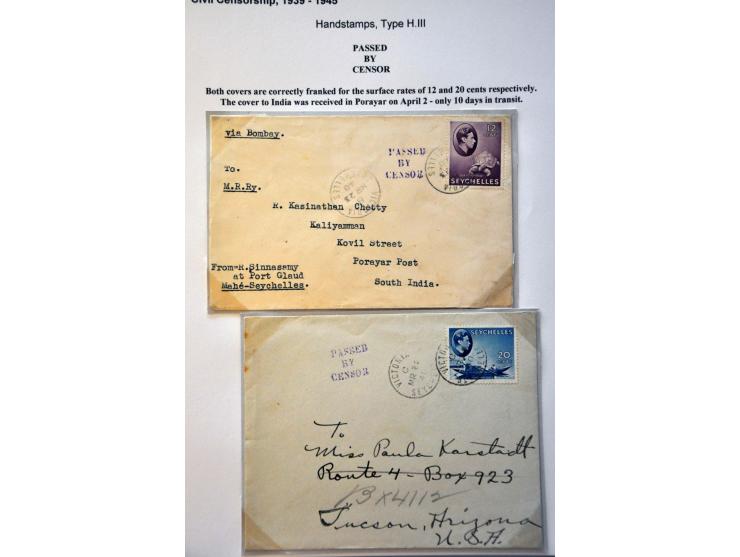 Civil Censorship, 1939 - 1945
Handstamps, Type H.III
PASSED
BY
CENSOR
Both covers are correctly franked for the surface rates of 12 and 20 cents respectively.
The cover to India was received in Porayar on April 2 - only 10 days in transit.
via Bombay.
PASSED
BY
CENSOR
12
SEYCHELLES
To.
M.R.Ry.
R. Kasinathan Chetty
Kaliyamman
Kovil Street
Porayar Post
South India.
From=R.Sinnasamy
at Port Glaud
Mahé-Seychelles.
PASSED
BY
CENSOR
VICTORIA
SEYCHELLES
20
To
Miss Paula Karstadt
Route 4 - Box 923
Bx4112
Tucson, Arizona
U.S.A.